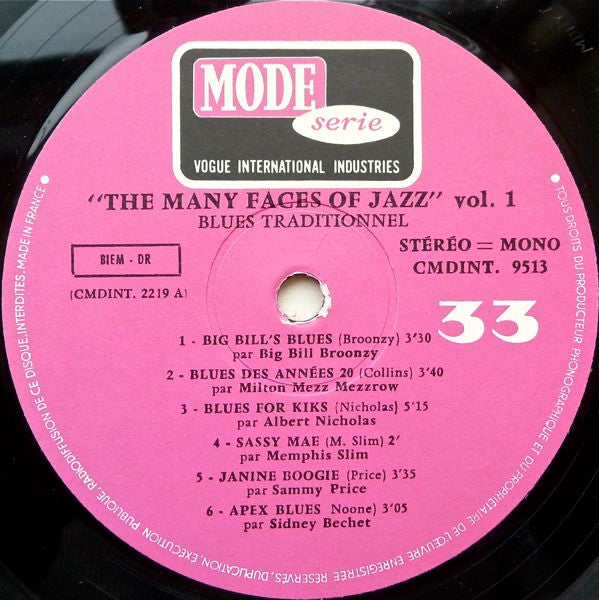 MODE
serie
VOGUE INTERNATIONAL INDUSTRIES
"THE MANY FACES OF JAZZ" vol. 1
BLUES TRADITIONNEL
BIEM - DR
STÉRÉO = MONO
(CMDINT. 2219 A)
CMDINT. 9513
33
1 - BIG BILL'S BLUES (Broonzy) 3'30
par Big Bill Broonzy
2 - BLUES DES ANNÉES 20 (Collins) 3'40
par Milton Mezz Mezzrow
3 - BLUES FOR KIKS (Nicholas) 5'15
par Albert Nicholas
4 - SASSY MAE (M. Slim) 2'
par Memphis Slim
5 - JANINE BOOGIE (Price) 3'35
par Sammy Price
6 - APEX BLUES Noone) 3'05
par Sidney Bechet
• TOUS DROITS DU PRODUCTEUR PHONOGRAPHIQUE ET DU PROPRIETAIRE DE L'ŒUVRE ENREGISTREE RESERVES, DUPLICATION, EXECUTION PUBLIQUE, RADIODIFFUSION DE CE DISQUE, INTERDITES. MADE IN FRANCE •